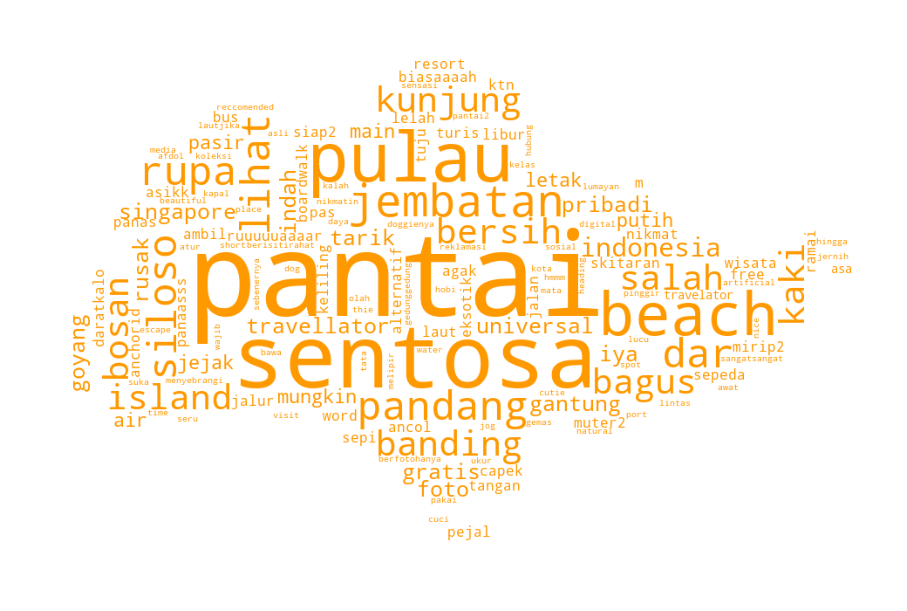 resort
biasaaaah
sensasi
ktn
kunjung
pantai2
reccomended
bus
lautjika
lelah
asli
siap2
main
tuju
turis
libur
hubung
media
afdol
koleksi
pasir
lihat
pulau
kelas
rupa
indah
boardwalk
kalah
letak
lumayan
m
asikk
kapal
beautiful
nikmatin
jembatan
pribadi
singapore
place
pas
daya
doggienya
bersih
digital
putih
panas
ambil
ruuuuuaaaar
tarik
nikmat
ramai
hingga
atur
shortberisitirahat
reklamasi
sosial
indonesia
jernih
rusak
siloso
sebenernya
dog
keliling
pantai
gedunggedung
agak
kota
skitaran
wisata
asa
daratkalo
bosan
panaasss
olah
alternatif
hobi
eksotik
jalan
hmmm
mata
heading
salah
free
artificial
kaki
anchorid
thie
pinggir
travelator
escape
wajib
travellator
laut
universal
beach
nice
goyang
jejak
bawa
sentosa
water
lucu
mirip2
tata
melipir
iya
spot
dar
sangatsangat
suka
menyebrangi
bagus
sepeda
awat
island
jalur
mungkin
pandang
cutie
gantung
lintas
air
time
seru
visit
word
ancol
jog
gemas
port
muter2
natural
sepi
banding
berfotohanya
ukur
gratis
capek
foto
tangan
pakai
cuci
pejal